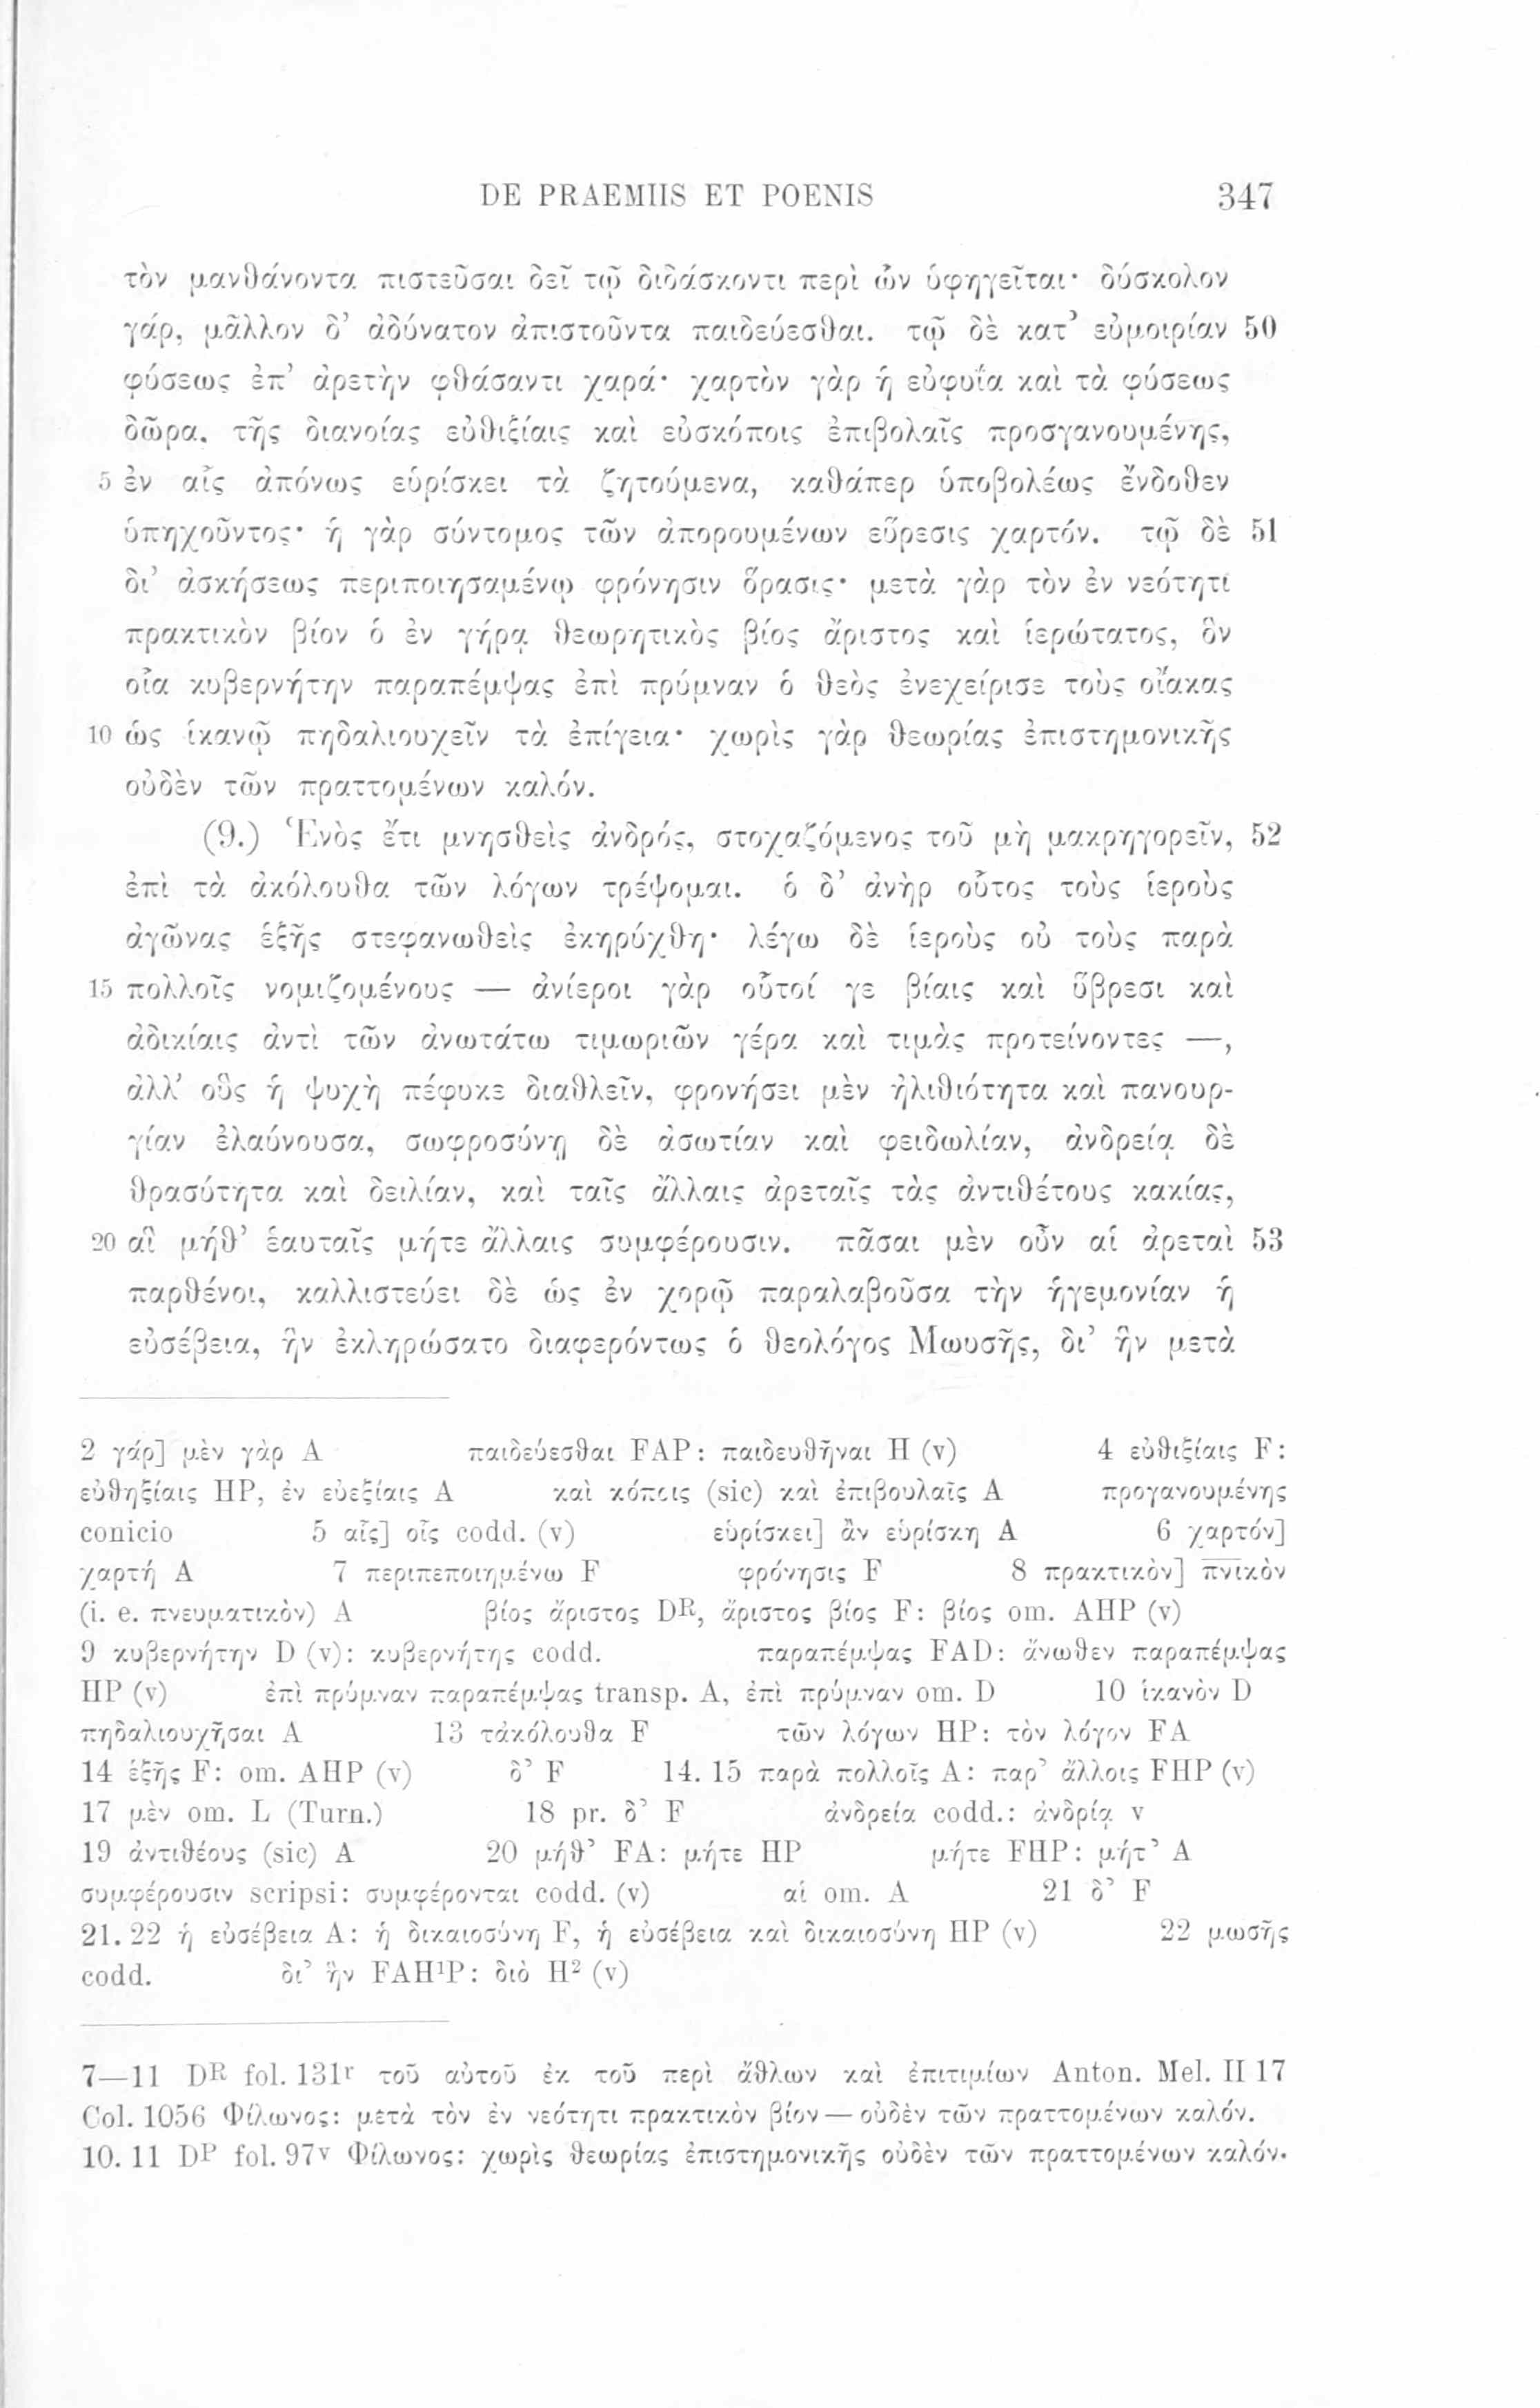 DE PRAEMIIS ET POENIS 347
τὸν μανθάνοντα πιστεῦσαι δεῖ τῷ διδάσκοντι περὶ ὧν ὑφηγεῖται· δύσκολον
γάρ, μᾶλλον δ’ ἀδύνατον ἀπιστοῦντα παιδεύεσθαι. τῷ δὲ κατ’ εὐμοιρίαν 50
φύσεως ἐπ’ ἀρετὴν φθάσαντι χαρά· χαρτὸν γὰρ ἡ εὐφυΐα καὶ τὰ φύσεως
δῶρα, τῆς διανοίας εὐθιξίαις καὶ εὐσκόποις ἐπιβολαῖς προσγανουμένης,
5 ἐν αἷς ἀπόνως εὑρίσκει τὰ ζητούμενα, καθάπερ ὑποβολέως ἔνδοθεν
ὑπηχοῦντος· ἡ γὰρ σύντομος τῶν ἀπορουμένων εὕρεσις χαρτόν. τῷ δὲ 51
δι’ ἀσκήσεως περιποιησαμένῳ φρόνησιν ὅρασις· μετὰ γὰρ τὸν ἐν νεότητι
πρακτικὸν βίον ὁ ἐν γήρᾳ θεωρητικὸς βίος ἄριστος καὶ ἱερώτατος, ὃν
οἷα κυβερνήτην παραπέμψας ἐπὶ πρύμναν ὁ θεὸς ἐνεχείρισε τοὺς οἴακας
10 ὡς ἱκανῷ πηδαλιουχεῖν τὰ ἐπίγεια· χωρὶς γὰρ θεωρίας ἐπιστημονικῆς
οὐδὲν τῶν πραττομένων καλόν.
(9.) Ἑνὸς ἔτι μνησθεὶς ἀνδρός, στοχαζόμενος τοῦ μὴ μακρηγορεῖν, 52
ἐπὶ τὰ ἀκόλουθα τῶν λόγων τρέψομαι. ὁ δ’ ἀνὴρ οὗτος τοὺς ἱεροὺς
ἀγῶνας ἑξῆς στεφανωθεὶς ἐκηρύχθη· λέγω δὲ ἱεροὺς οὐ τοὺς παρὰ
15 πολλοῖς νομιζομένους — ἀνίεροι γὰρ οὗτοί γε βίαις καὶ ὕβρεσι καὶ
ἀδικίαις ἀντὶ τῶν ἀνωτάτω τιμωριῶν γέρα καὶ τιμὰς προτείνοντες —,
ἀλλ’ οὓς ἡ ψυχὴ πέφυκε διαθλεῖν, φρονήσει μὲν ἠλιθιότητα καὶ πανουρ-
γίαν ἐλαύνουσα, σωφροσύνῃ δὲ ἀσωτίαν καὶ φειδωλίαν, ἀνδρείᾳ δὲ
θρασύτητα καὶ δειλίαν, καὶ ταῖς ἄλλαις ἀρεταῖς τὰς ἀντιθέτους κακίας,
20 αἳ μήθ’ ἑαυταῖς μήτε ἄλλαις συμφέρουσιν. πᾶσαι μὲν οὖν αἱ ἀρεταὶ 53
παρθένοι, καλλιστεύει δὲ ὡς ἐν χορῷ παραλαβοῦσα τὴν ἡγεμονίαν ἡ
εὐσέβεια, ἣν ἐκληρώσατο διαφερόντως ὁ θεολόγος Μωυσῆς, δι’ ἣν μετὰ
2 γάρ] μὲν γὰρ A παιδεύεσθαι FAP: παιδευθῆναι H (v) 4 εὐθιξίαις F:
εὐθηξίαις HP, ἐν εὐεξίαις A καὶ κόποις (sic) καὶ ἐπιβουλαῖς A προγανουμένης
conicio 5 αἷς] οἷς codd. (v) εὑρίσκει] ἂν εὑρίσκη A 6 χαρτόν]
χαρτή A 7 περιπεποιημένω F φρόνησις F 8 πρακτικὸν] π̅ν̅ικὸν
(i. e. πνευματικὸν) A βίος ἄριστος Dᴿ, ἄριστος βίος F: βίος om. AHP (v)
9 κυβερνήτην D (v): κυβερνήτης codd. παραπέμψας FAD: ἄνωθεν παραπέμψας
HP (v) ἐπὶ πρύμναν παραπέμψας transp. A, ἐπὶ πρύμναν om. D 10 ἱκανὸν D
πηδαλιουχῆσαι A 13 τἀκόλουθα F τῶν λόγων HP: τὸν λόγον FA
14 ἑξῆς F: om. AHP (v) δ’ F 14. 15 παρὰ πολλοῖς A: παρ’ ἄλλοις FHP (v)
17 μὲν om. L (Turn.) 18 pr. δ’ F ἀνδρεία codd.: ἀνδρίᾳ v
19 ἀντιθέους (sic) A 20 μήθ’ FA: μήτε HP μήτε FHP: μήτ’ A
συμφέρουσιν scripsi: συμφέρονται codd. (v) αἱ om. A 21 δ’ F
21. 22 ἡ εὐσέβεια A: ἡ δικαιοσύνη F, ἡ εὐσέβεια καὶ δικαιοσύνη HP (v) 22 μωσῆς
codd. δι’ ἣν FAH¹P: διὸ H² (v)
7—11 Dᴿ fol. 131ʳ τοῦ αὐτοῦ ἐκ τοῦ περὶ ἄθλων καὶ ἐπιτιμίων Anton. Mel. II 17
Col. 1056 Φίλωνος: μετὰ τὸν ἐν νεότητι πρακτικὸν βίον — οὐδὲν τῶν πραττομένων καλόν.
10. 11 Dᴾ fol. 97ᵛ Φίλωνος: χωρὶς θεωρίας ἐπιστημονικῆς οὐδὲν τῶν πραττομένων καλόν.